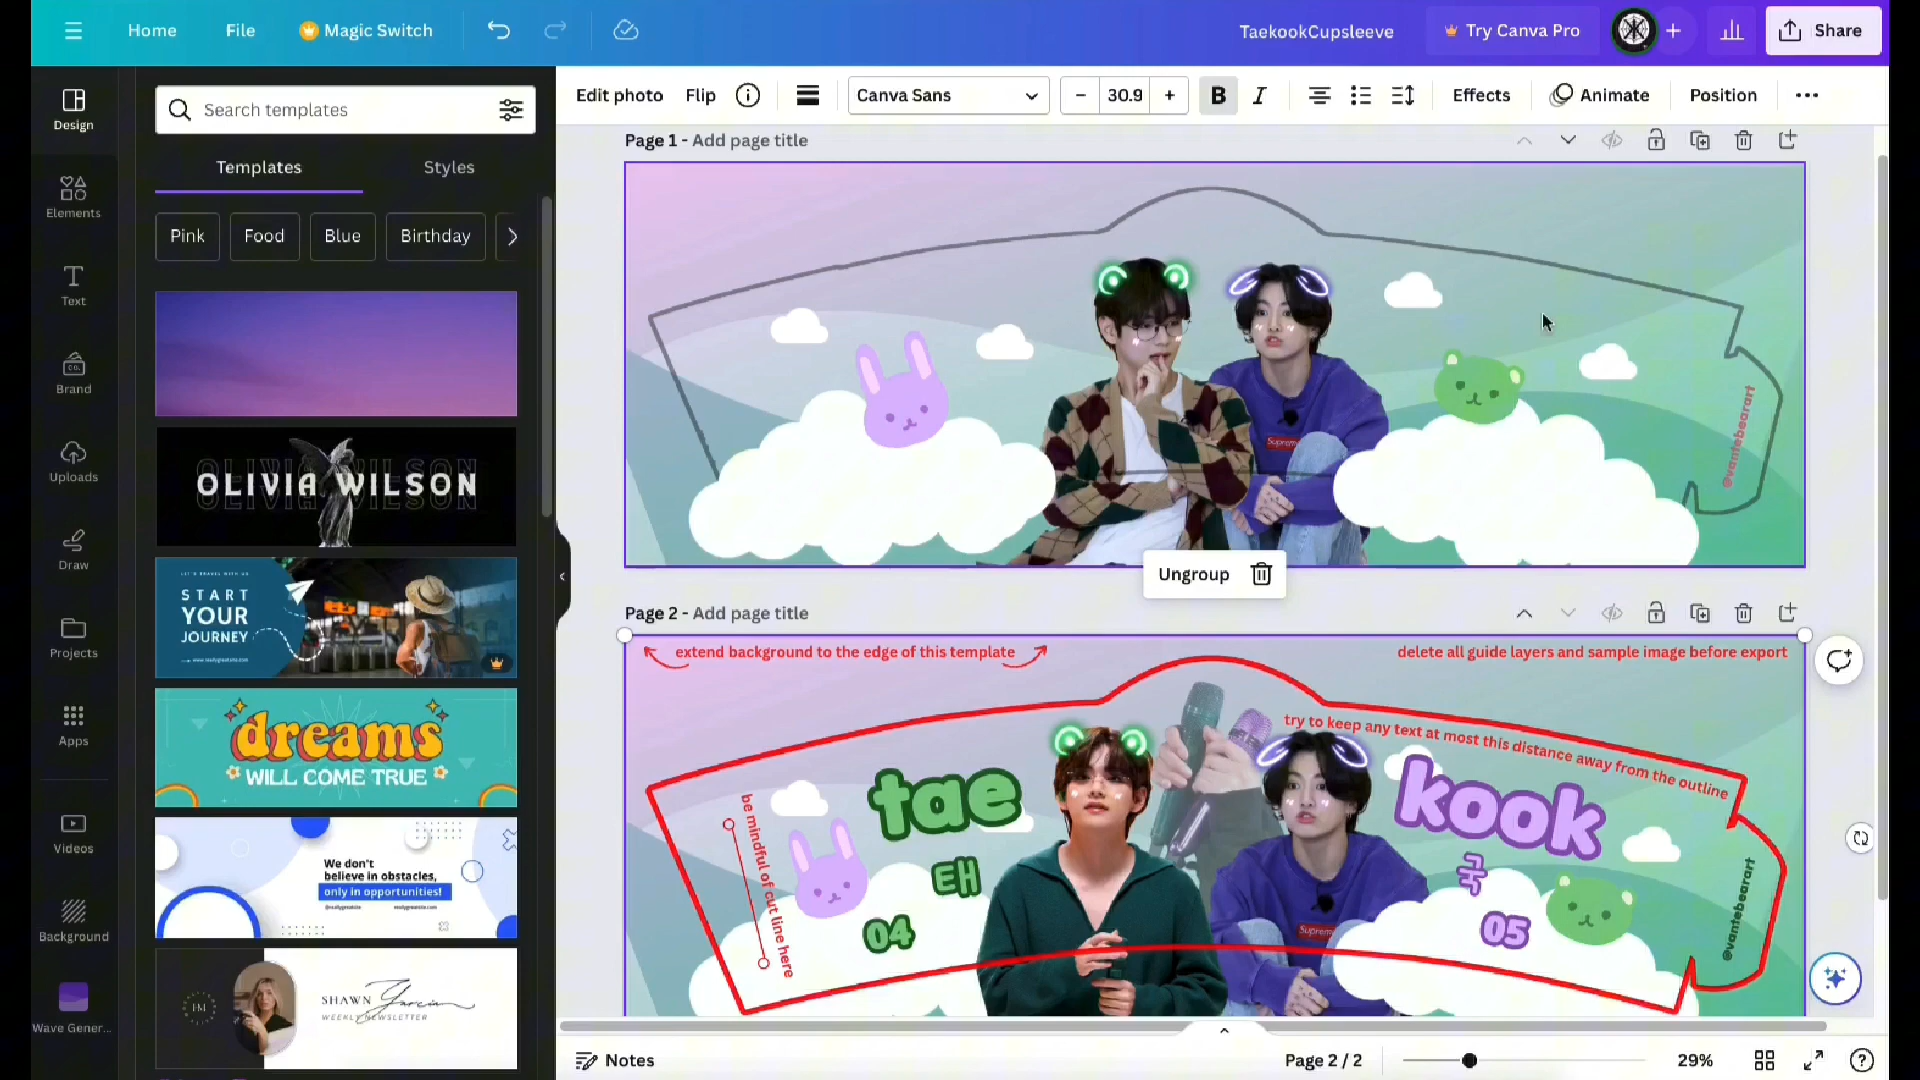 Home
File
Magic Switch
TaekookCupsleeve
Try Canva Pro
Share
Design
Elements
Text
Brand
CO.
Uploads
Draw
Projects
Apps
Videos
Background
Wave Gener...
Search templates
Templates
Styles
Pink
Food
Blue
Birthday
OLIVIA WILSON
START
YOUR
JOURNEY
dreams
WILL COME TRUE
We don't
believe in obstacles,
only in opportunities!
SHAWN Garcia
WEEKLY NEWSLETTER
Edit photo
Flip
Canva Sans
30.9
B
I
Effects
Animate
Position
Page 1 - Add page title
Supreme
@vantebearart
Ungroup
Page 2 - Add page title
extend background to the edge of this template
delete all guide layers and sample image before export
try to keep any text at most this distance away from the outline
be mindful of cut line here
tae
태
04
kook
국
05
Supreme
@vantebearart
Notes
Page 2 / 2
29%